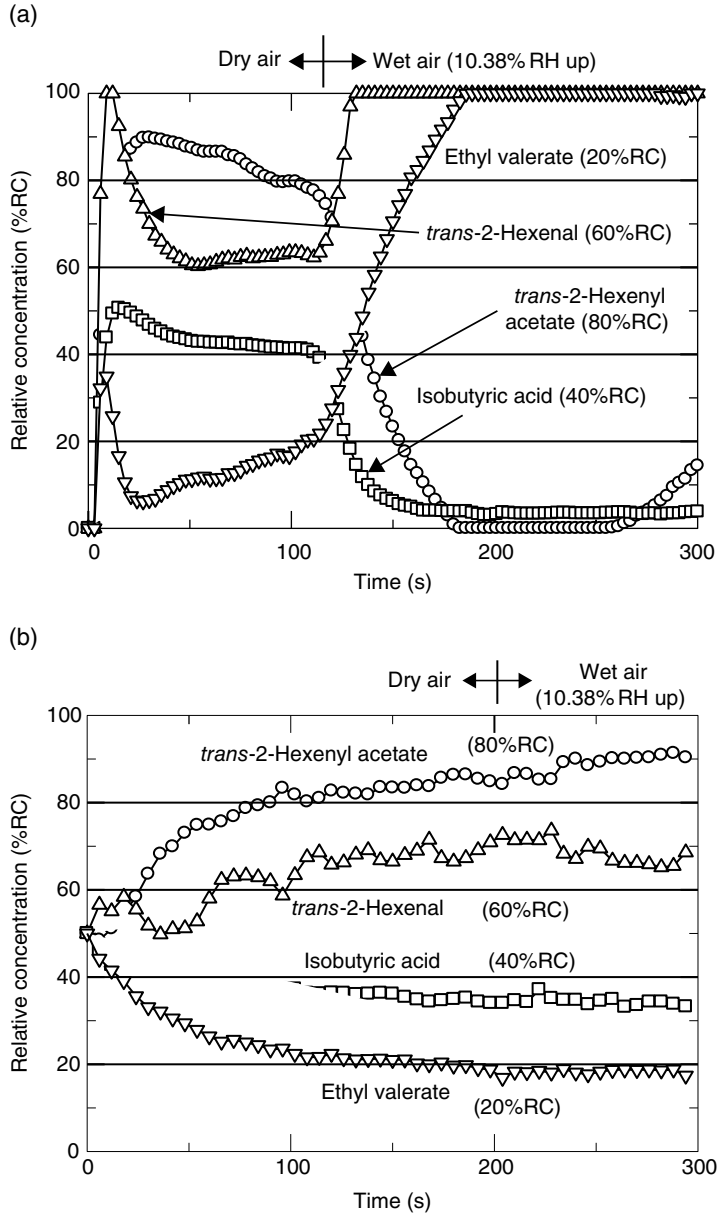 (a)
Dry air
Wet air (10.38% RH up)
100
80
60
40
20
0
Relative concentration (%RC)
Ethyl valerate (20%RC)
trans-2-Hexenal (60%RC)
trans-2-Hexenyl
acetate (80%RC)
Isobutyric acid (40%RC)
0
100
200
300
Time (s)
(b)
Dry air
Wet air
(10.38% RH up)
100
80
60
40
20
0
Relative concentration (%RC)
trans-2-Hexenyl acetate
(80%RC)
trans-2-Hexenal
(60%RC)
Isobutyric acid
(40%RC)
Ethyl valerate
(20%RC)
0
100
200
300
Time (s)